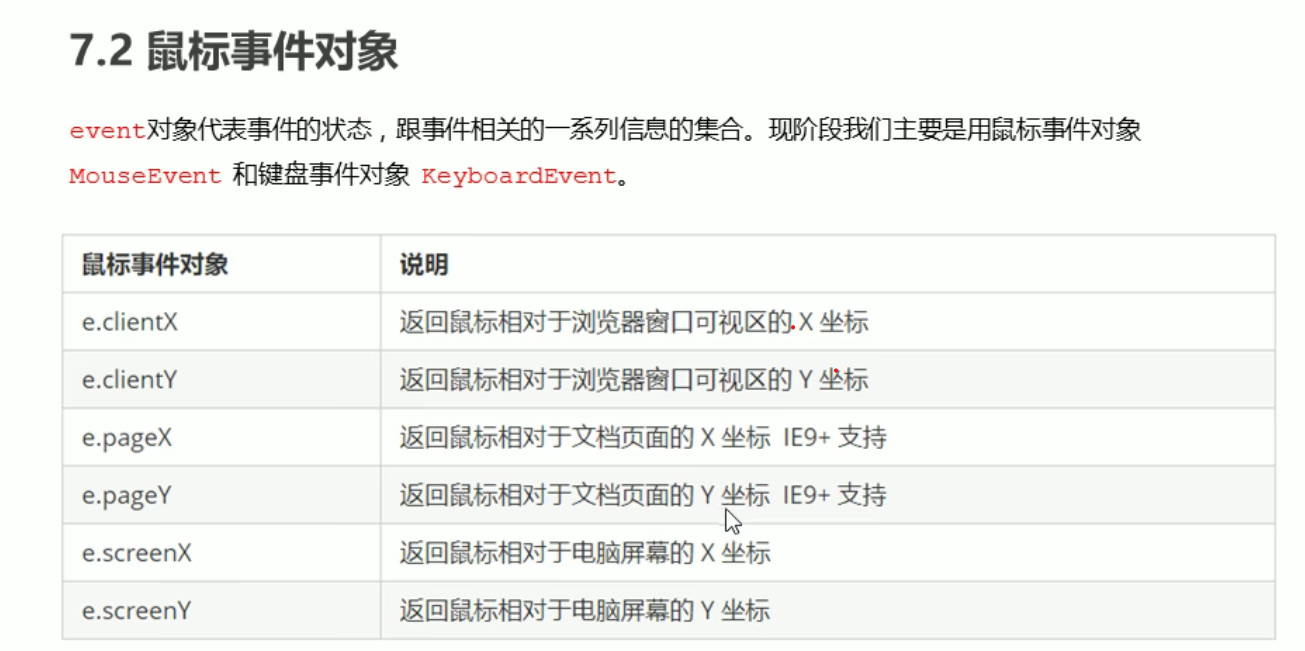 7.2 鼠标事件对象
event对象代表事件的状态，跟事件相关的一系列信息的集合。现阶段我们主要是用鼠标事件对象
MouseEvent 和键盘事件对象 KeyboardEvent。
鼠标事件对象 说明
e.clientX 返回鼠标相对于浏览器窗口可视区的 X 坐标
e.clientY 返回鼠标相对于浏览器窗口可视区的 Y 坐标
e.pageX 返回鼠标相对于文档页面的 X 坐标 IE9+ 支持
e.pageY 返回鼠标相对于文档页面的 Y 坐标 IE9+ 支持
e.screenX 返回鼠标相对于电脑屏幕的 X 坐标
e.screenY 返回鼠标相对于电脑屏幕的 Y 坐标